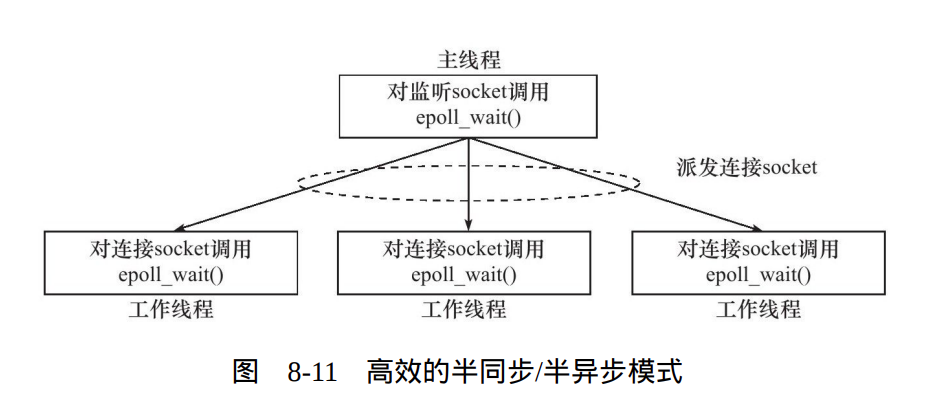 主线程
对监听socket调用
epoll_wait()
派发连接socket
对连接socket调用
epoll_wait()
工作线程
对连接socket调用
epoll_wait()
工作线程
对连接socket调用
epoll_wait()
工作线程
图 8-11 高效的半同步/半异步模式